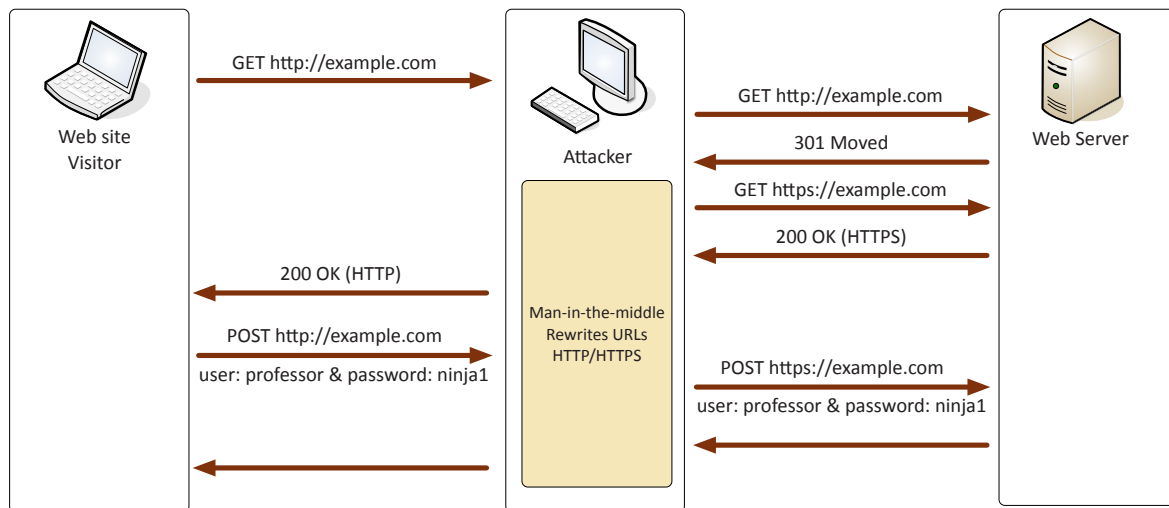 GET http://example.com
Web site
Visitor
Attacker
Web Server
GET http://example.com
301 Moved
GET https://example.com
200 OK (HTTPS)
200 OK (HTTP)
Man-in-the-middle
Rewrites URLs
HTTP/HTTPS
POST http://example.com
user: professor & password: ninja1
POST https://example.com
user: professor & password: ninja1